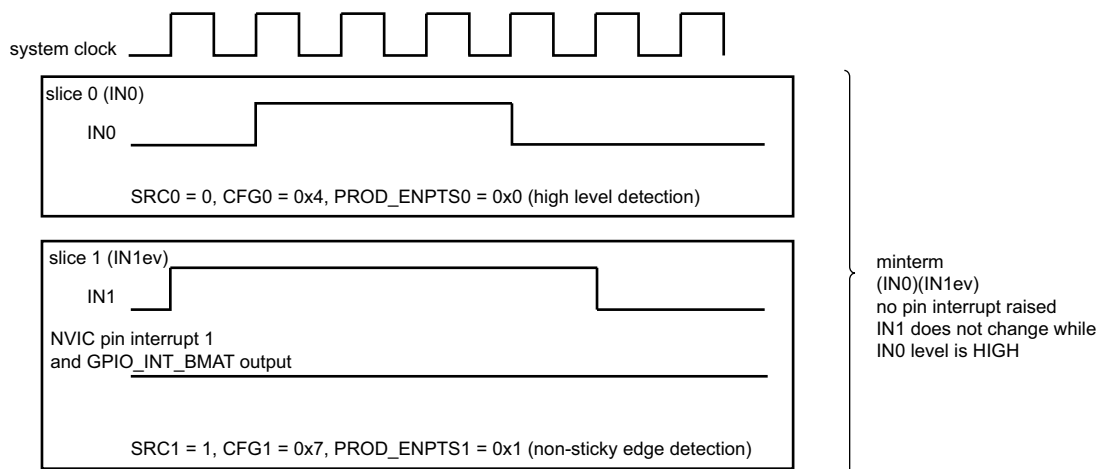 system clock
slice 0 (IN0)
IN0
SRC0 = 0, CFG0 = 0x4, PROD_ENPTS0 = 0x0 (high level detection)
slice 1 (IN1ev)
IN1
NVIC pin interrupt 1
and GPIO_INT_BMAT output
SRC1 = 1, CFG1 = 0x7, PROD_ENPTS1 = 0x1 (non-sticky edge detection)
minterm
(IN0)(IN1ev)
no pin interrupt raised
IN1 does not change while
IN0 level is HIGH